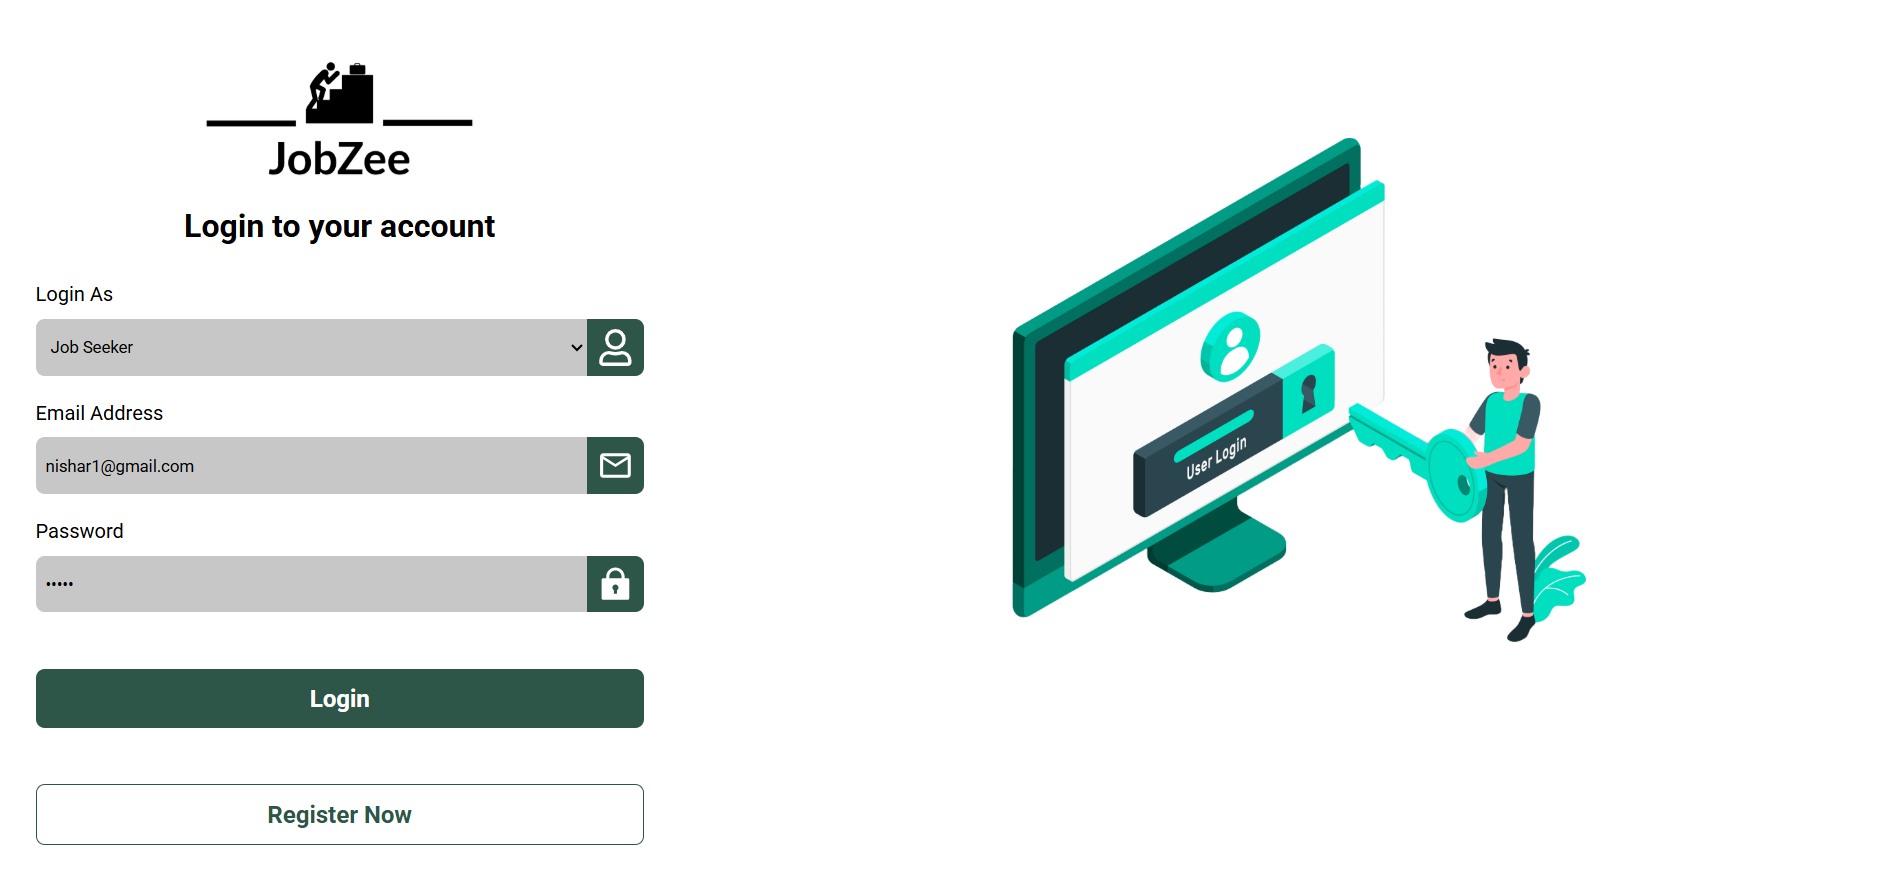 JobZee
Login to your account
Login As
Job Seeker
Email Address
nishar1@gmail.com
Password
•••••
Login
Register Now
User Login